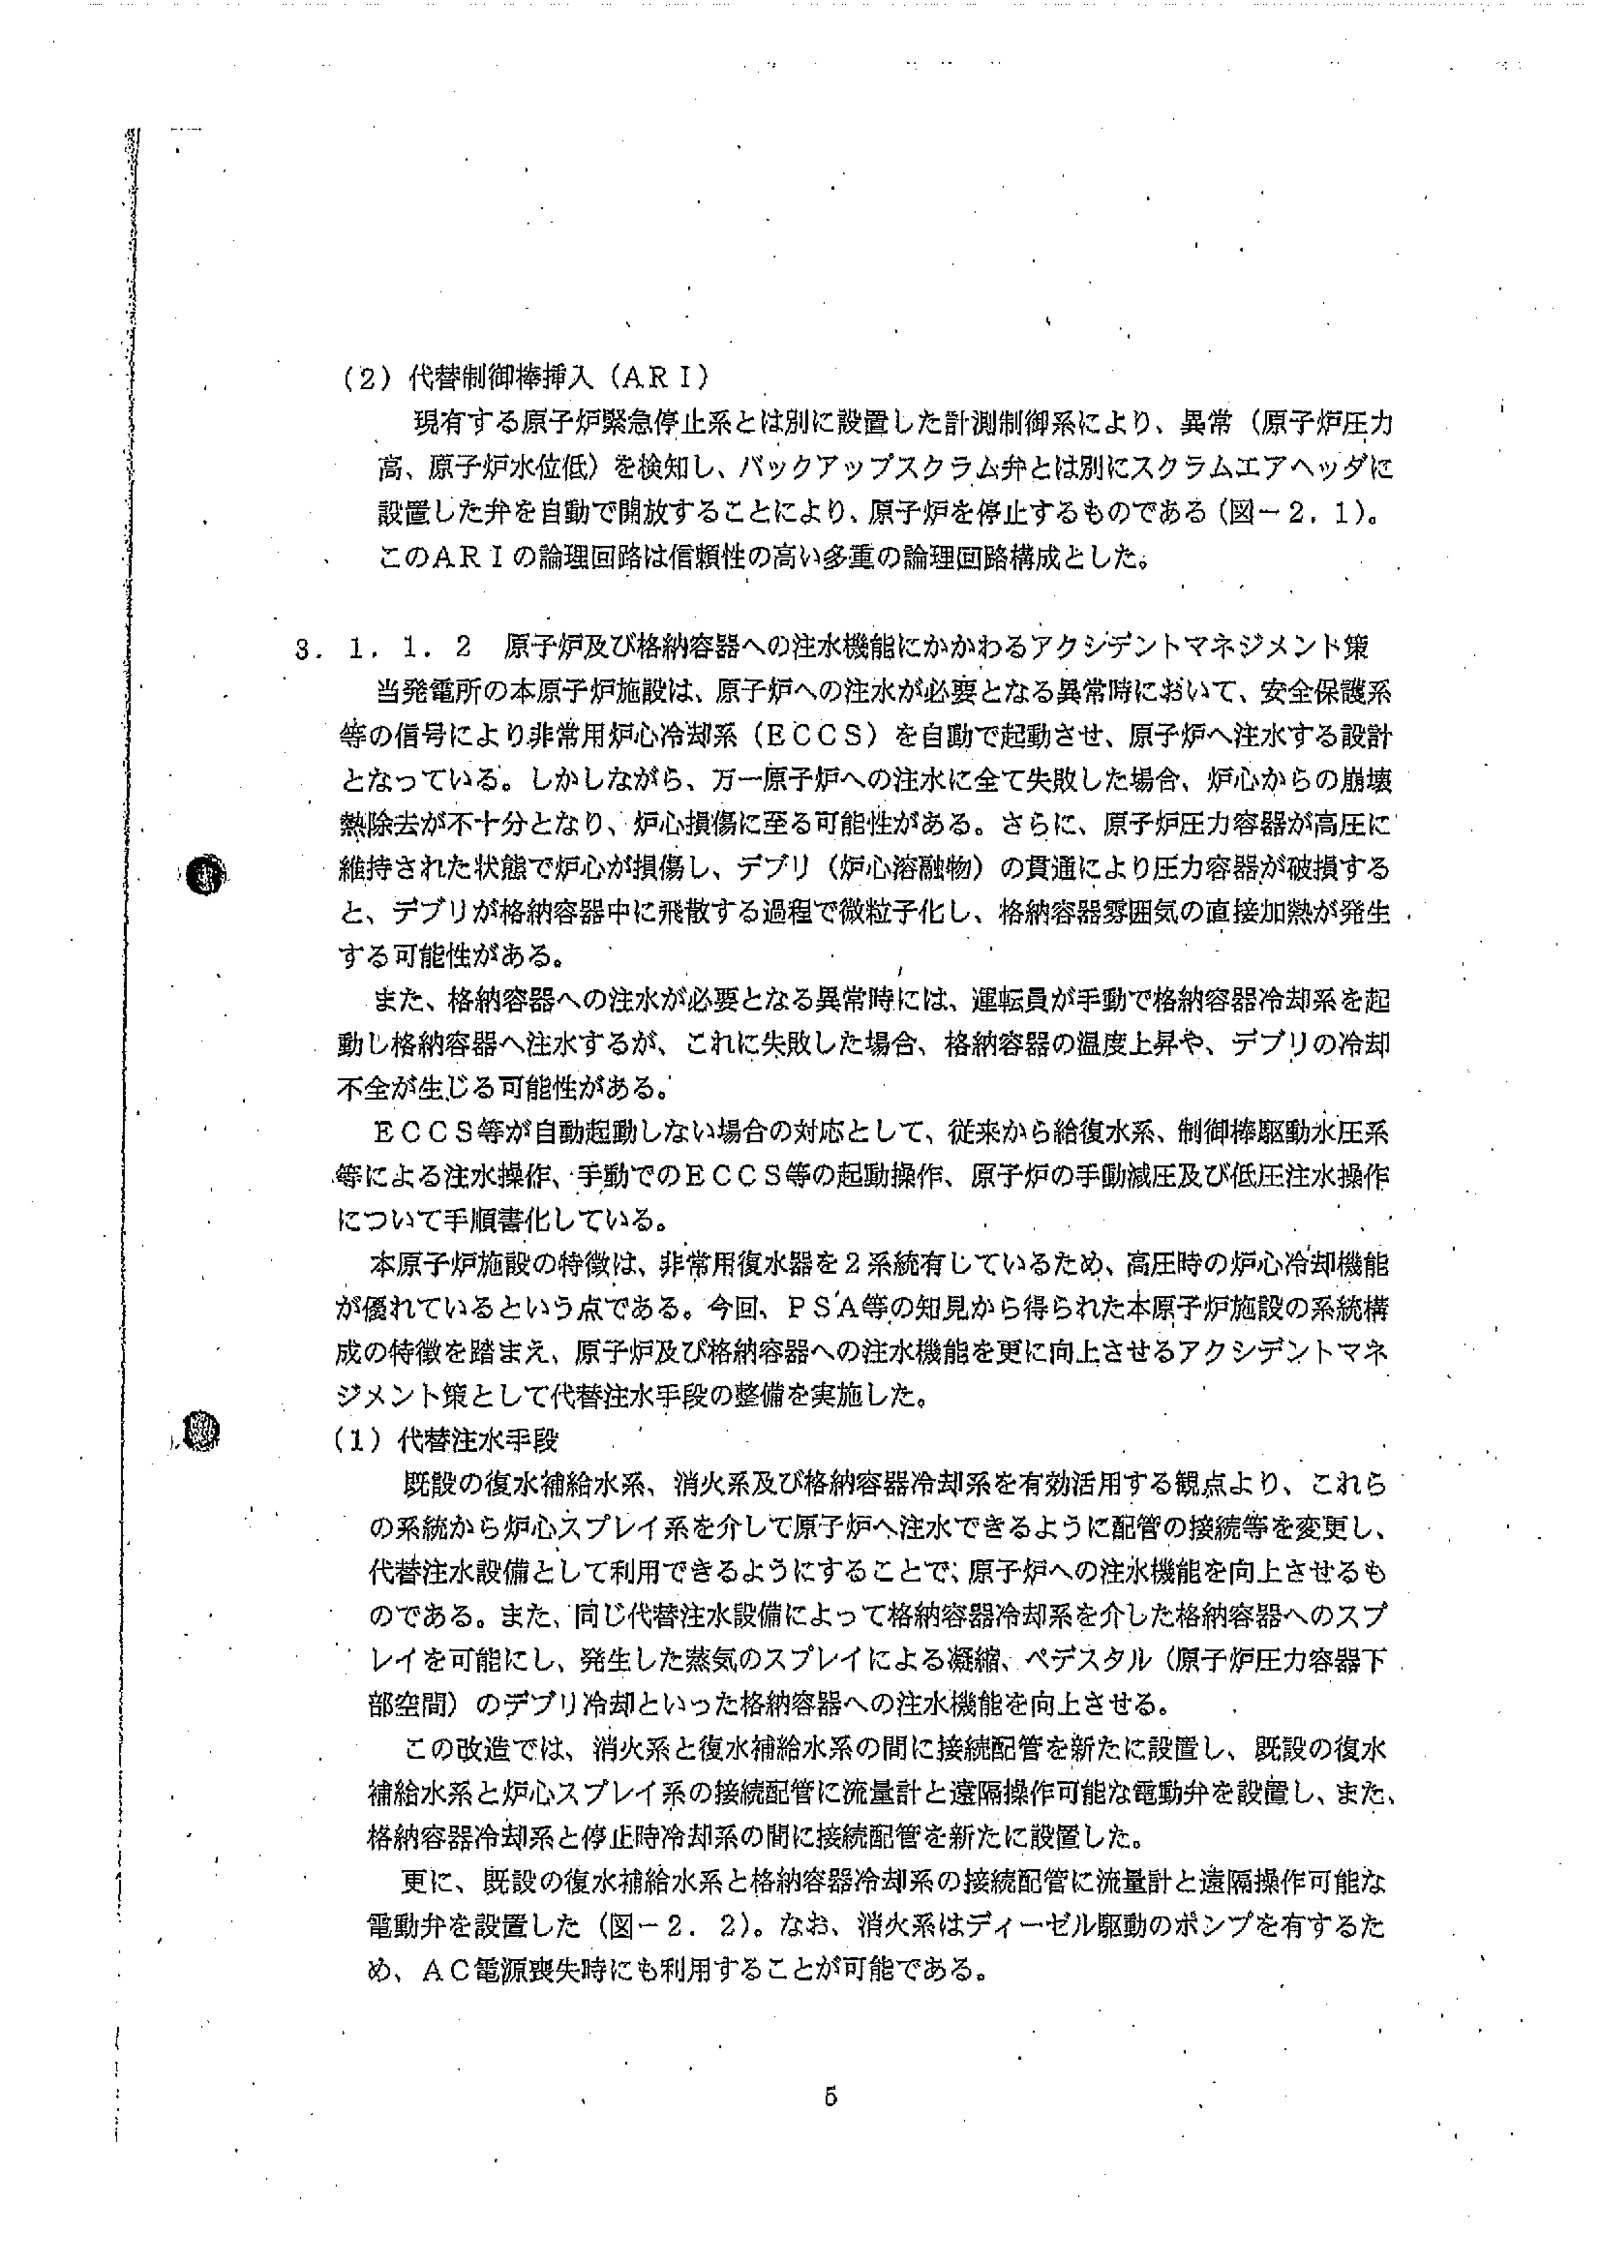 （２）代替制御棒挿入（ＡＲＩ）
現有する原子炉緊急停止系とは別に設置した計測制御系により、異常（原子炉圧力
高、原子炉水位低）を検知し、バックアップスクラム弁とは別にスクラムエアヘッダに
設置した弁を自動で開放することにより、原子炉を停止するものである（図－２．１）。
このＡＲＩの論理回路は信頼性の高い多重の論理回路構成とした。
３．１．１．２　原子炉及び格納容器への注水機能にかかわるアクシデントマネジメント策
当発電所の本原子炉施設は、原子炉への注水が必要となる異常時において、安全保護系
等の信号により非常用炉心冷却系（ＥＣＣＳ）を自動で起動させ、原子炉へ注水する設計
となっている。しかしながら、万一原子炉への注水に全て失敗した場合、炉心からの崩壊
熱除去が不十分となり、炉心損傷に至る可能性がある。さらに、原子炉圧力容器が高圧に
維持された状態で炉心が損傷し、デブリ（炉心溶融物）の貫通により圧力容器が破損する
と、デブリが格納容器中に飛散する過程で微粒子化し、格納容器雰囲気の直接加熱が発生
する可能性がある。
また、格納容器への注水が必要となる異常時には、運転員が手動で格納容器冷却系を起
動し格納容器へ注水するが、これに失敗した場合、格納容器の温度上昇や、デブリの冷却
不全が生じる可能性がある。
ＥＣＣＳ等が自動起動しない場合の対応として、従来から給復水系、制御棒駆動水圧系
等による注水操作、手動でのＥＣＣＳ等の起動操作、原子炉の手動減圧及び低圧注水操作
について手順書化している。
本原子炉施設の特徴は、非常用復水器を２系統有しているため、高圧時の炉心冷却機能
が優れているという点である。今回、ＰＳＡ等の知見から得られた本原子炉施設の系統構
成の特徴を踏まえ、原子炉及び格納容器への注水機能を更に向上させるアクシデントマネ
ジメント策として代替注水手段の整備を実施した。
（１）代替注水手段
既設の復水補給水系、消火系及び格納容器冷却系を有効活用する観点より、これら
の系統から炉心スプレイ系を介して原子炉へ注水できるように配管の接続等を変更し、
代替注水設備として利用できるようにすることで、原子炉への注水機能を向上させるも
のである。また、同じ代替注水設備によって格納容器冷却系を介した格納容器へのスプ
レイを可能にし、発生した蒸気のスプレイによる凝縮、ペデスタル（原子炉圧力容器下
部空間）のデブリ冷却といった格納容器への注水機能を向上させる。
この改造では、消火系と復水補給水系の間に接続配管を新たに設置し、既設の復水
補給水系と炉心スプレイ系の接続配管に流量計と遠隔操作可能な電動弁を設置し、また、
格納容器冷却系と停止時冷却系の間に接続配管を新たに設置した。
更に、既設の復水補給水系と格納容器冷却系の接続配管に流量計と遠隔操作可能な
電動弁を設置した（図－２．２）。なお、消火系はディーゼル駆動のポンプを有するた
め、ＡＣ電源喪失時にも利用することが可能である。
5